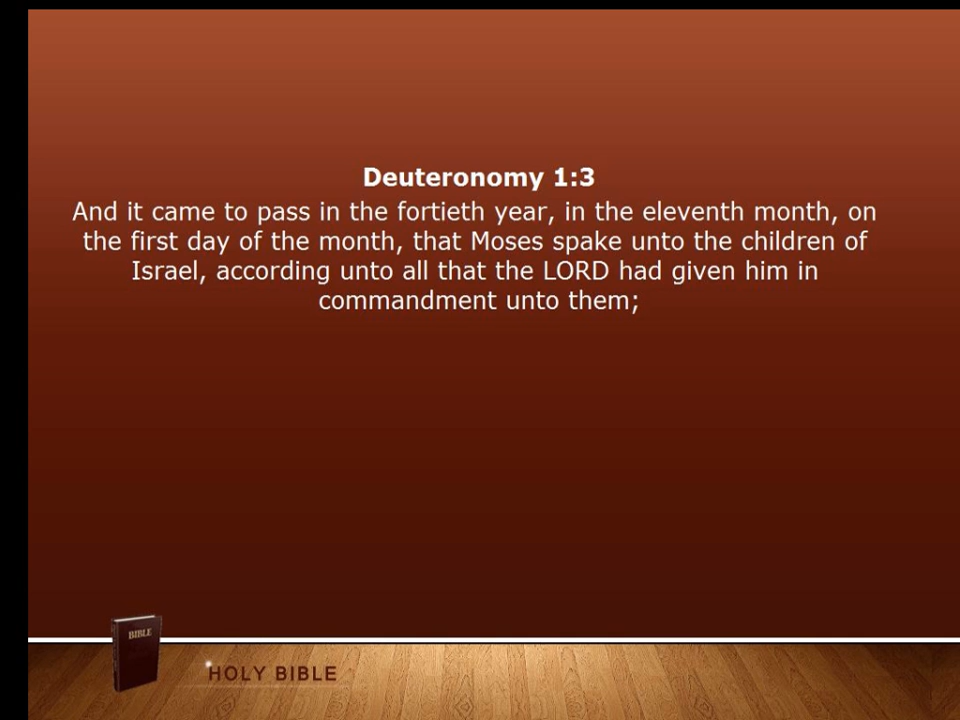 Deuteronomy 1:3
And it came to pass in the fortieth year, in the eleventh month, on
the first day of the month, that Moses spake unto the children of
Israel, according unto all that the LORD had given him in
commandment unto them;
BIBLE
HOLY BIBLE